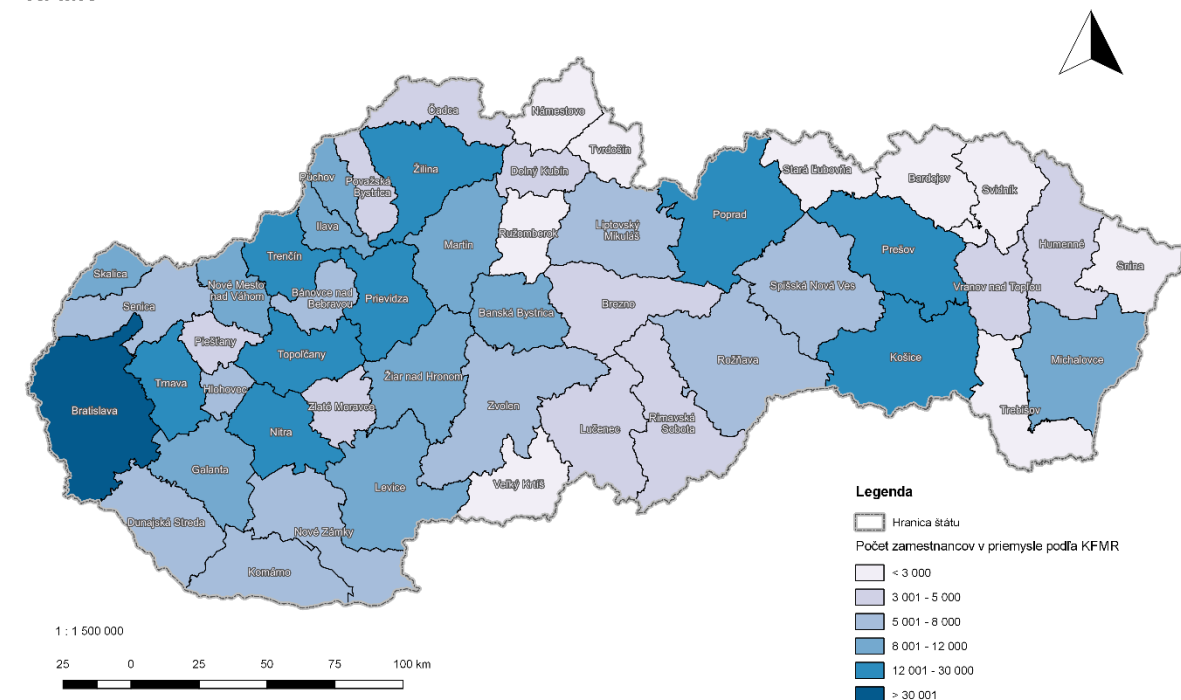 Čadca
Námestovo
Tvrdošín
Žilina
Dolný Kubín
Stará Ľubovňa
Bardejov
Svidník
Púchov
Považská
Bystrica
Ilava
Poprad
Ružomberok
Liptovský
Mikuláš
Martin
Prešov
Humenné
Snina
Trenčín
Skalica
Nové Mesto
nad Váhom
Bánovce nad
Bebravou
Prievidza
Senica
Spišská Nová Ves
Vranov nad Topľou
Brezno
Banská Bystrica
Piešťany
Topoľčany
Košice
Rožňava
Michalovce
Trnava
Hlohovec
Žiar nad Hronom
Bratislava
Zlaté Moravce
Zvolen
Trebišov
Rimavská
Sobota
Lučenec
Nitra
Galanta
Levice
Veľký Krtíš
Dunajská Streda
Nové Zámky
Komárno
Legenda
Hranica štátu
Počet zamestnancov v priemysle podľa KFMR
< 3 000
3 001 - 5 000
5 001 - 8 000
8 001 - 12 000
12 001 - 30 000
> 30 001
1 : 1 500 000
25 0 25 50 75 100 km